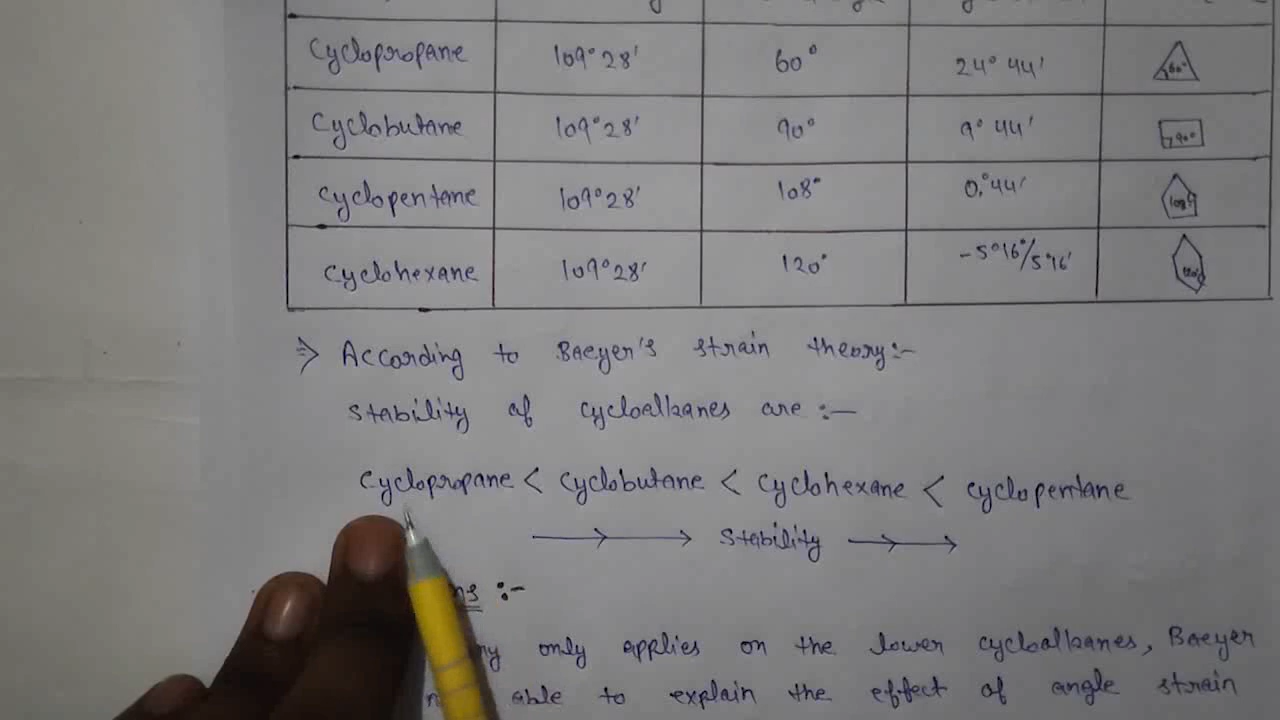 Cyclopropane 109°28' 60° 24° 44' 60°
Cyclobutane 109°28' 90° 9° 44' 90°
Cyclopentane 109°28' 108° 0.°44' 108°
Cyclohexane 109°28' 120° -5°16°/5°16' 120°
⇒ According to Baeyer's strain theory:-
Stability of cycloalkanes are :-
Cyclopropane < Cyclobutane < Cyclohexane < Cyclopentane
→→ Stability →→
:-
only applies on the lower cycloalkanes, Baeyer
able to explain the effect of angle strain